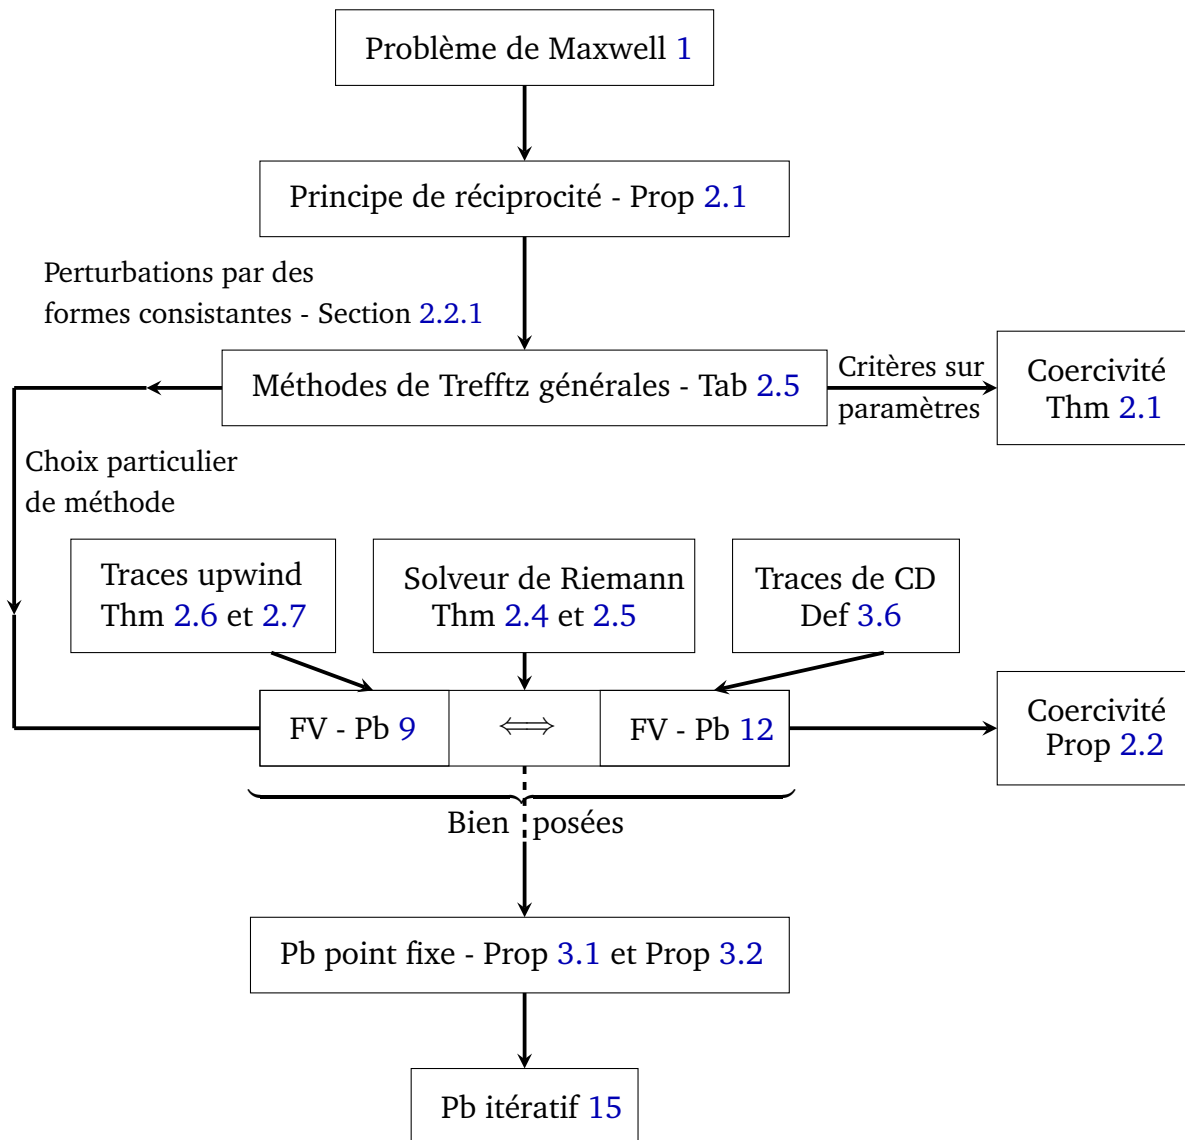 Problème de Maxwell 1
Principe de réciprocité - Prop 2.1
Perturbations par des
formes consistantes - Section 2.2.1
Méthodes de Trefftz générales - Tab 2.5
Critères sur
paramètres
Coercivité
Thm 2.1
Choix particulier
de méthode
Traces upwind
Thm 2.6 et 2.7
Solveur de Riemann
Thm 2.4 et 2.5
Traces de CD
Def 3.6
FV - Pb 9
⟺
FV - Pb 12
Coercivité
Prop 2.2
Bien posées
Pb point fixe - Prop 3.1 et Prop 3.2
Pb itératif 15